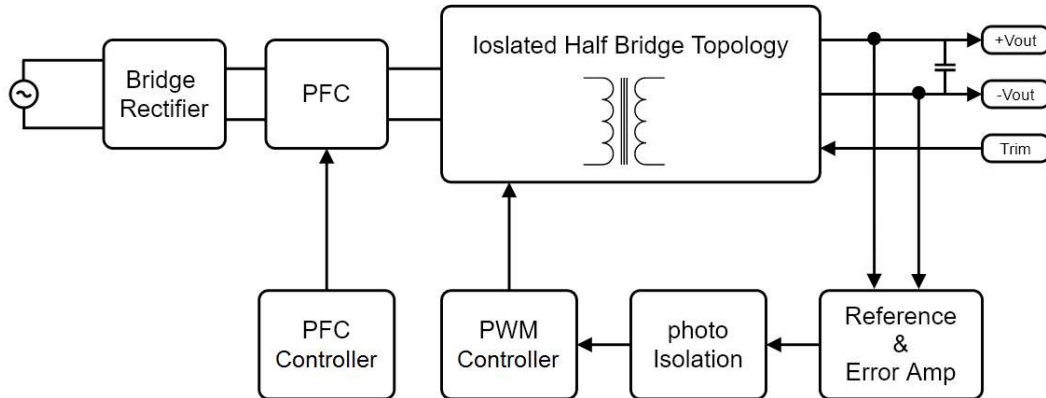 Ioslated Half Bridge Topology
+Vout
Bridge
Rectifier
PFC
-Vout
Trim
PFC
Controller
PWM
Controller
photo
Isolation
Reference
&
Error Amp